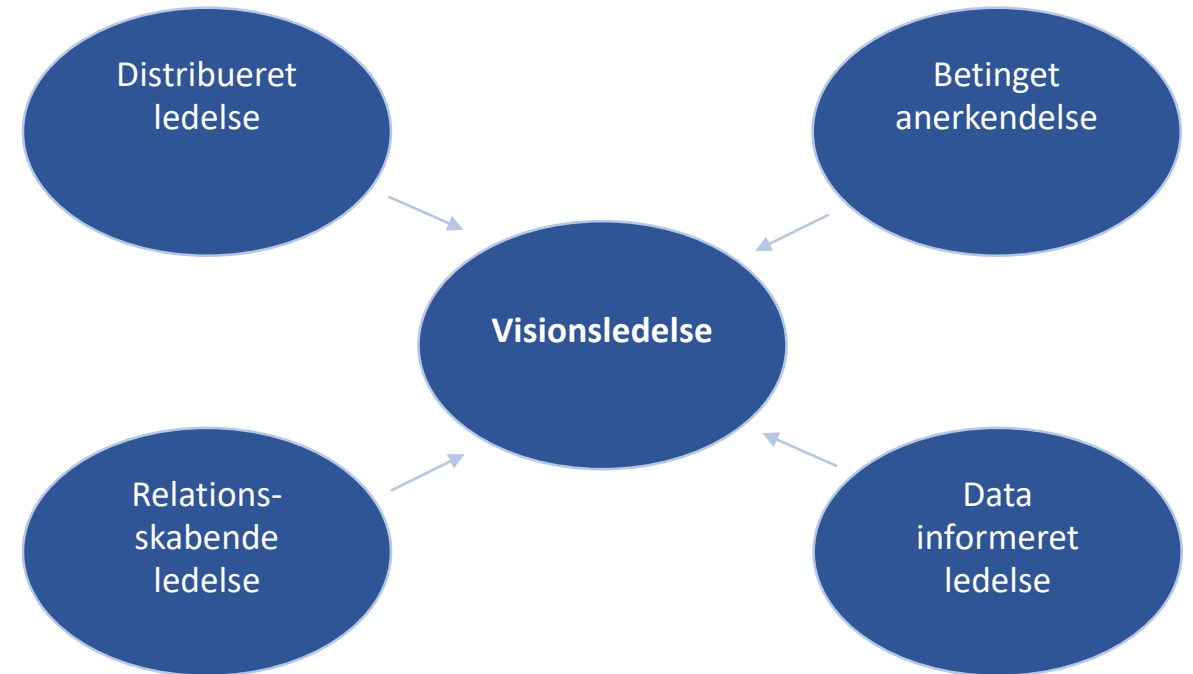 Distribueret
ledelse
Betinget
anerkendelse
Visionsledelse
Relations-
skabende
ledelse
Data
informeret
ledelse